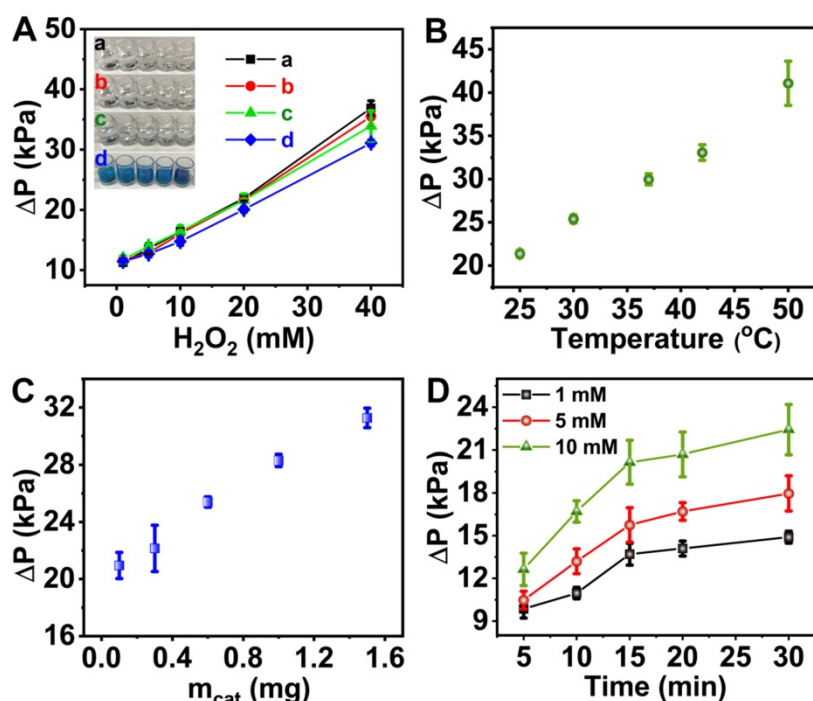 A
a
b
c
d
a
b
c
d
ΔP (kPa)
50
40
30
20
10
0
10
20
30
40
H₂O₂ (mM)
B
ΔP (kPa)
45
40
35
30
25
20
25
30
35
40
45
50
Temperature (°C)
C
ΔP (kPa)
32
28
24
20
16
0.0
0.4
0.8
1.2
1.6
m_cat (mg)
D
1 mM
5 mM
10 mM
ΔP (kPa)
24
21
18
15
12
9
5
10
15
20
25
30
Time (min)